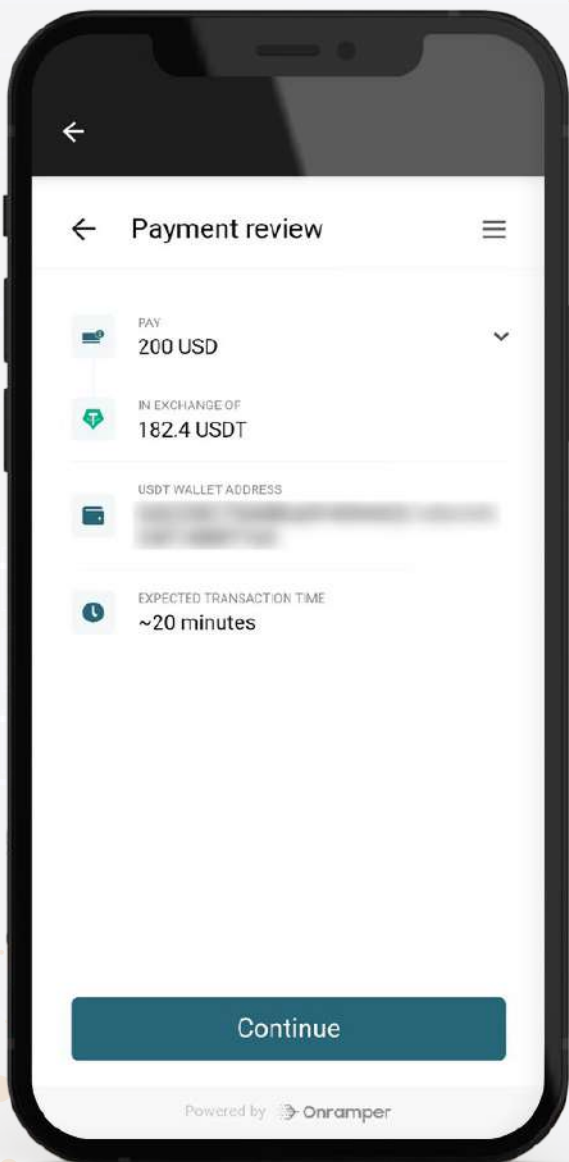 Payment review
PAY
200 USD
IN EXCHANGE OF
182.4 USDT
USDT WALLET ADDRESS
EXPECTED TRANSACTION TIME
~20 minutes
Continue
Powered by Onramper